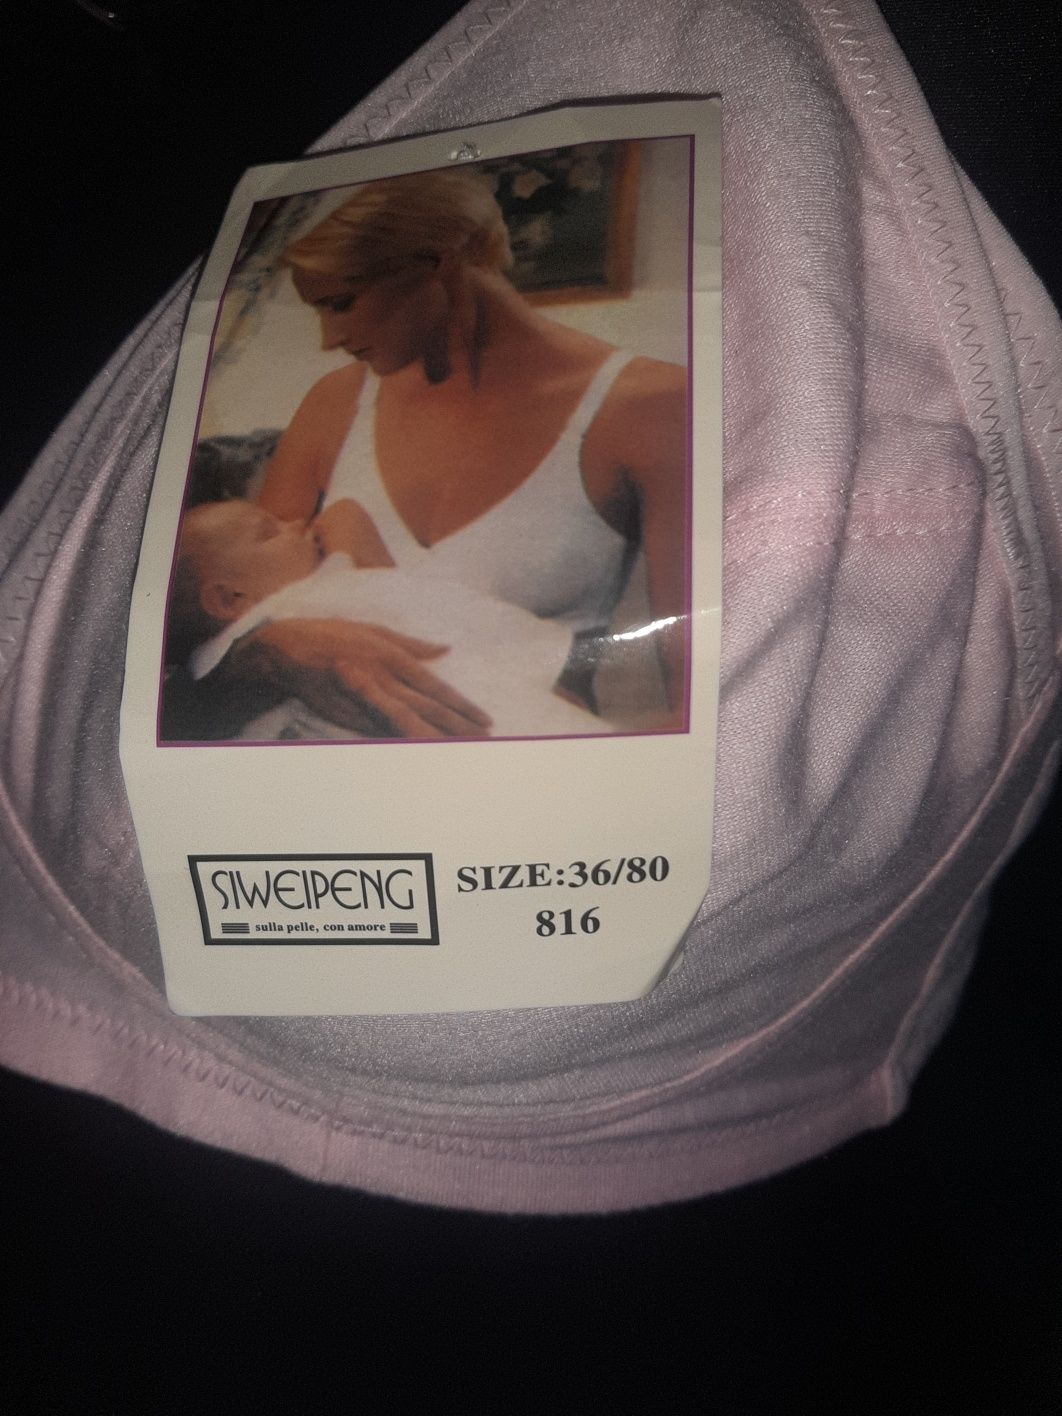 SIWEIPENG
sulla pelle, con amore
SIZE:36/80
816